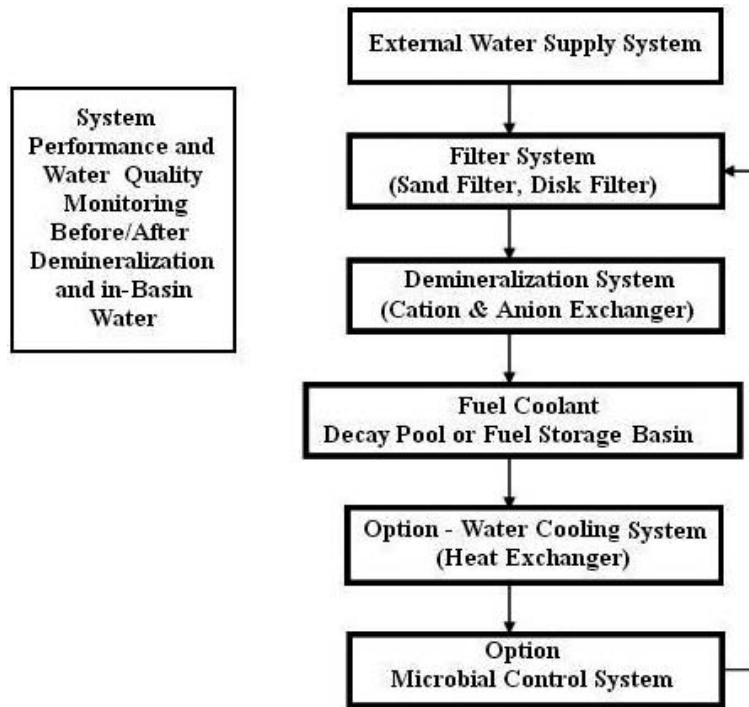 External Water Supply System
System
Performance and
Water Quality
Monitoring
Before/After
Demineralization
and in-Basin
Water
Filter System
(Sand Filter, Disk Filter)
Demineralization System
(Cation & Anion Exchanger)
Fuel Coolant
Decay Pool or Fuel Storage Basin
Option - Water Cooling System
(Heat Exchanger)
Option
Microbial Control System